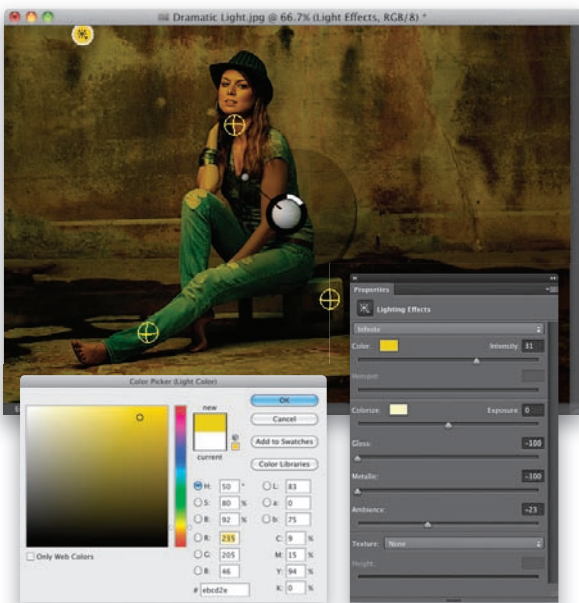 Dramatic Light.jpg @ 66.7% (Light Effects, RGB/8) *
Properties
Lighting Effects
Infinite
Color: Intensity: 31
Hotspot:
Colorize: Exposure: 0
Gloss: -100
Metallic: -100
Ambience: -23
Texture: None
Height:
Color Picker (Light Color)
new
current
OK
Cancel
Add to Swatches
Color Libraries
H: 50 °
S: 80 %
B: 92 %
R: 235
G: 205
B: 46
# ebcd2e
L: 83
a: 0
b: 75
C: 9 %
M: 15 %
Y: 94 %
K: 0 %
Only Web Colors